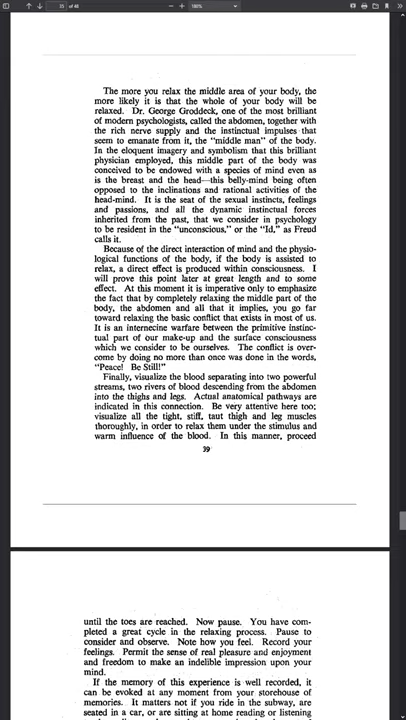 35 of 48
180%
The more you relax the middle area of your body, the
more likely it is that the whole of your body will be
relaxed. Dr. George Groddeck, one of the most brilliant
of modern psychologists, called the abdomen, together with
the rich nerve supply and the instinctual impulses that
seem to emanate from it, the "middle man" of the body.
In the eloquent imagery and symbolism that this brilliant
physician employed, this middle part of the body was
conceived to be endowed with a species of mind even as
is the breast and the head—this belly-mind being often
opposed to the inclinations and rational activities of the
head-mind. It is the seat of the sexual instincts, feelings
and passions, and all the dynamic instinctual forces
inherited from the past, that we consider in psychology
to be resident in the "unconscious," or the "Id," as Freud
calls it.
Because of the direct interaction of mind and the physio-
logical functions of the body, if the body is assisted to
relax, a direct effect is produced within consciousness. I
will prove this point later at great length and to some
effect. At this moment it is imperative only to emphasize
the fact that by completely relaxing the middle part of the
body, the abdomen and all that it implies, you go far
toward relaxing the basic conflict that exists in most of us.
It is an internecine warfare between the primitive instinc-
tual part of our make-up and the surface consciousness
which we consider to be ourselves. The conflict is over-
come by doing no more than once was done in the words,
"Peace! Be Still!"
Finally, visualize the blood separating into two powerful
streams, two rivers of blood descending from the abdomen
into the thighs and legs. Actual anatomical pathways are
indicated in this connection. Be very attentive here too;
visualize all the tight, stiff, taut thigh and leg muscles
thoroughly, in order to relax them under the stimulus and
warm influence of the blood. In this manner, proceed
39
until the toes are reached. Now pause. You have com-
pleted a great cycle in the relaxing process. Pause to
consider and observe. Note how you feel. Record your
feelings. Permit the sense of real pleasure and enjoyment
and freedom to make an indelible impression upon your
mind.
If the memory of this experience is well recorded, it
can be evoked at any moment from your storehouse of
memories. It matters not if you ride in the subway, are
seated in a car, or are sitting at home reading or listening